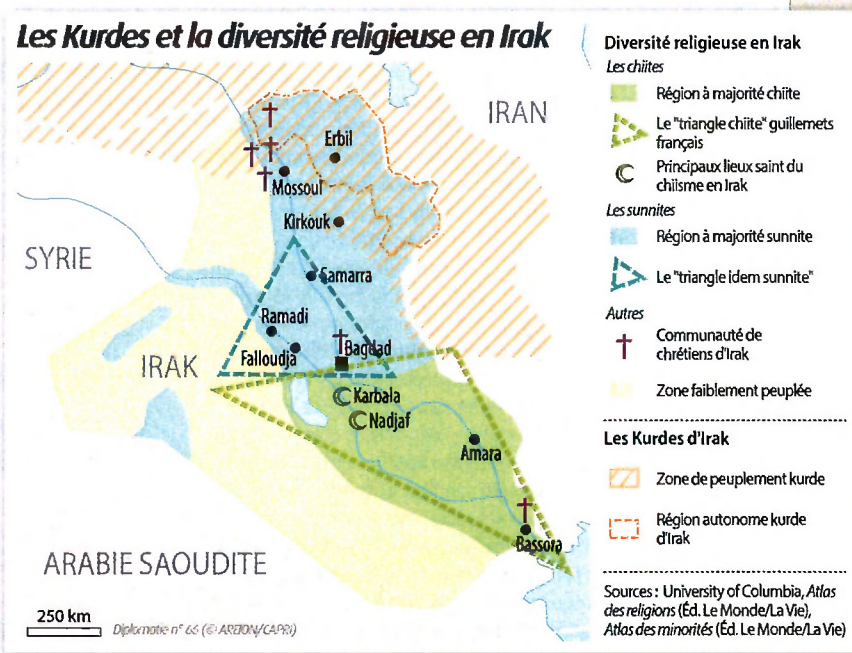 Les Kurdes et la diversité religieuse en Irak
IRAN
Erbil
Mossoul
Kirkouk
SYRIE
Samarra
Ramadi
Bagdad
Falloudja
IRAK
Karbala
Nadjaf
Amara
Bassora
ARABIE SAOUDITE
250 km
Diplomatie n° 66 (© AREION/CAPRI)
Diversité religieuse en Irak
Les chiites
Région à majorité chiite
Le "triangle chiite" guillemets
français
Principaux lieux saint du
chiisme en Irak
Les sunnites
Région à majorité sunnite
Le "triangle idem sunnite"
Autres
Communauté de
chrétiens d'Irak
Zone faiblement peuplée
Les Kurdes d'Irak
Zone de peuplement kurde
Région autonome kurde
d'Irak
Sources : University of Columbia, Atlas
des religions (Éd. Le Monde/La Vie),
Atlas des minorités (Éd. Le Monde/La Vie)